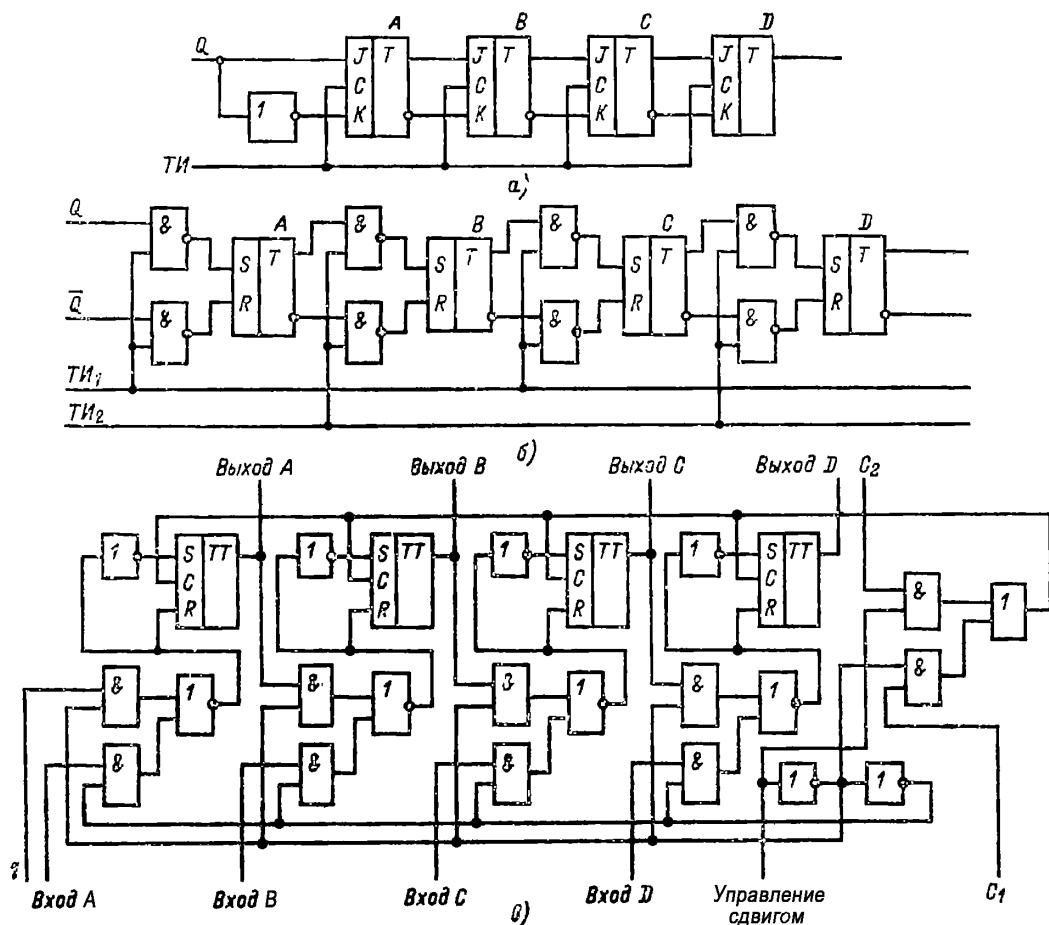 A B C D
Q
J T J T J T J T
C C C C
1 K K K K
ТИ
а)
Q & A & B & C & D
S T S T S T S T
Q̅ & R & R & R & R
ТИ1
ТИ2
б)
Выход A Выход B Выход C Выход D C2
1 S TT 1 S TT 1 S TT 1 S TT
C C C C & 1
R R R R
& 1 & 1 & 1 & 1 &
& & & & 1 1
Вход A Вход B Вход C Вход D Управление сдвигом C1
в)